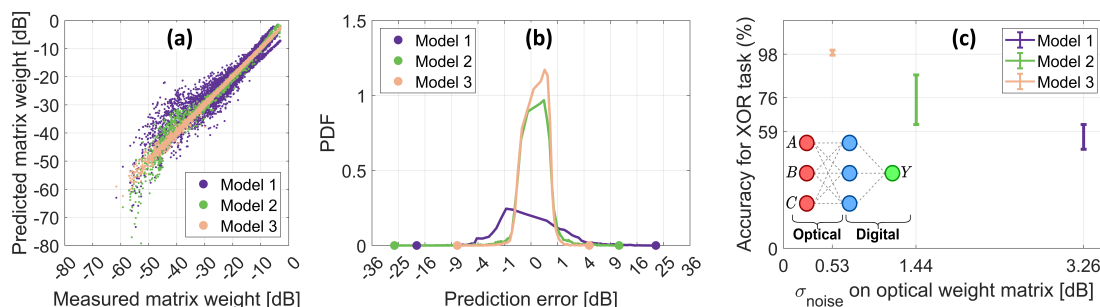 (a)
Predicted matrix weight [dB]
0
-10
-20
-30
-40
-50
-60
-70
-80
Model 1
Model 2
Model 3
-80
-70
-60
-50
-40
-30
-20
-10
0
Measured matrix weight [dB]
(b)
PDF
1.5
1
0.5
0
Model 1
Model 2
Model 3
-36
-25
-16
-9
-4
-1
0
1
4
9
16
25
36
Prediction error [dB]
(c)
Accuracy for XOR task (%)
98
76
59
0
Model 1
Model 2
Model 3
A
B
C
Y
Optical
Digital
0
0.53
1.44
3.26
σnoise on optical weight matrix [dB]